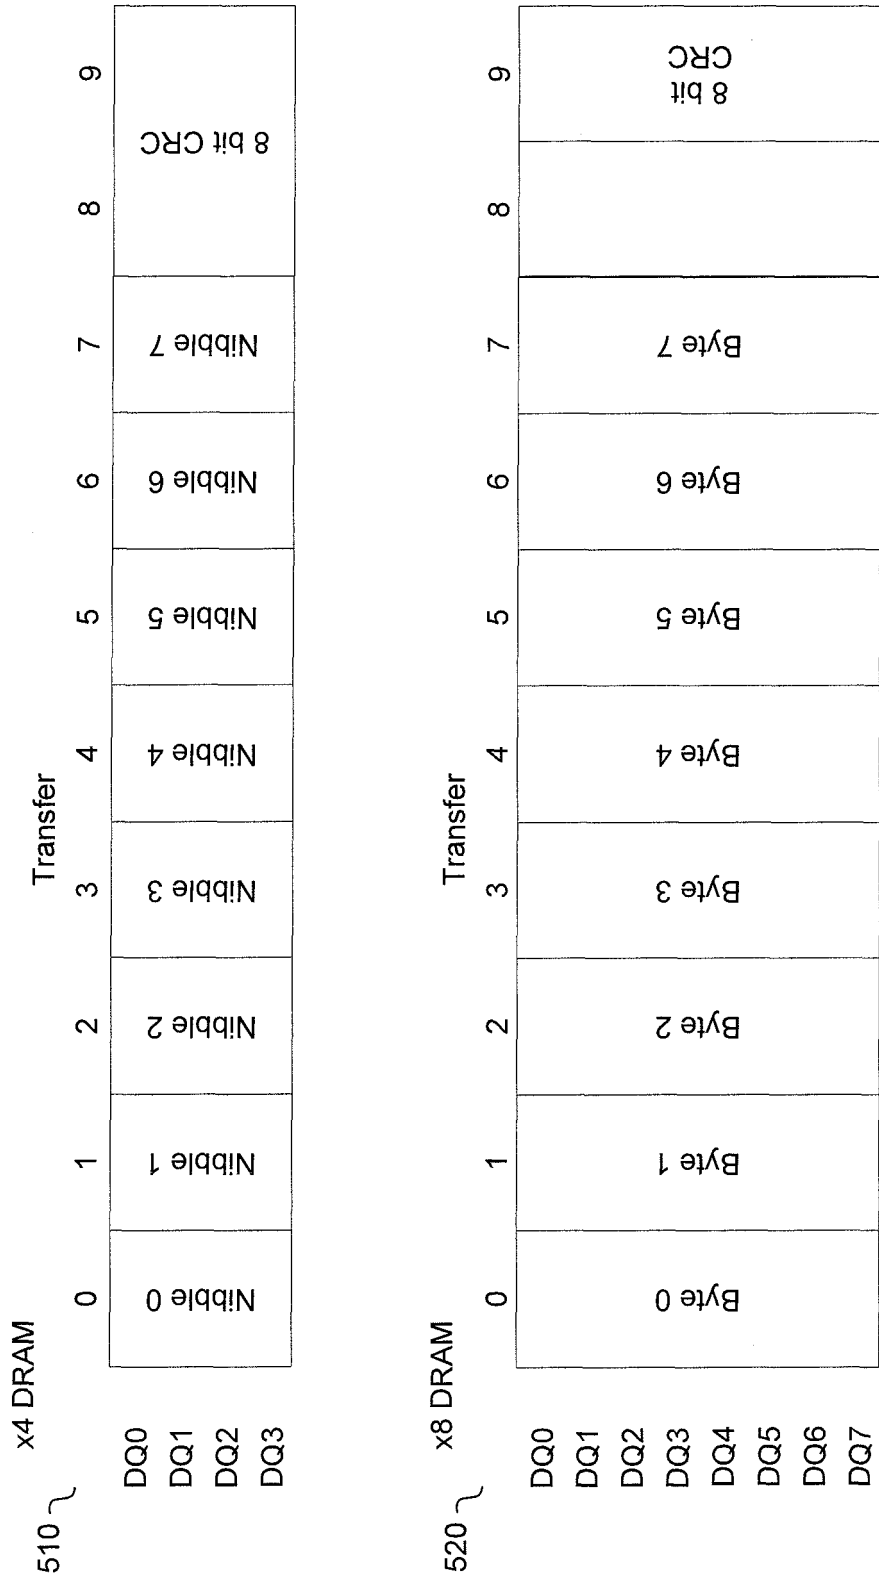 510
x4 DRAM
Transfer
0 1 2 3 4 5 6 7 8 9
DQ0
DQ1
DQ2
DQ3
Nibble 0
Nibble 1
Nibble 2
Nibble 3
Nibble 4
Nibble 5
Nibble 6
Nibble 7
8 bit CRC
520
x8 DRAM
Transfer
0 1 2 3 4 5 6 7 8 9
DQ0
DQ1
DQ2
DQ3
DQ4
DQ5
DQ6
DQ7
Byte 0
Byte 1
Byte 2
Byte 3
Byte 4
Byte 5
Byte 6
Byte 7
8 bit
CRC